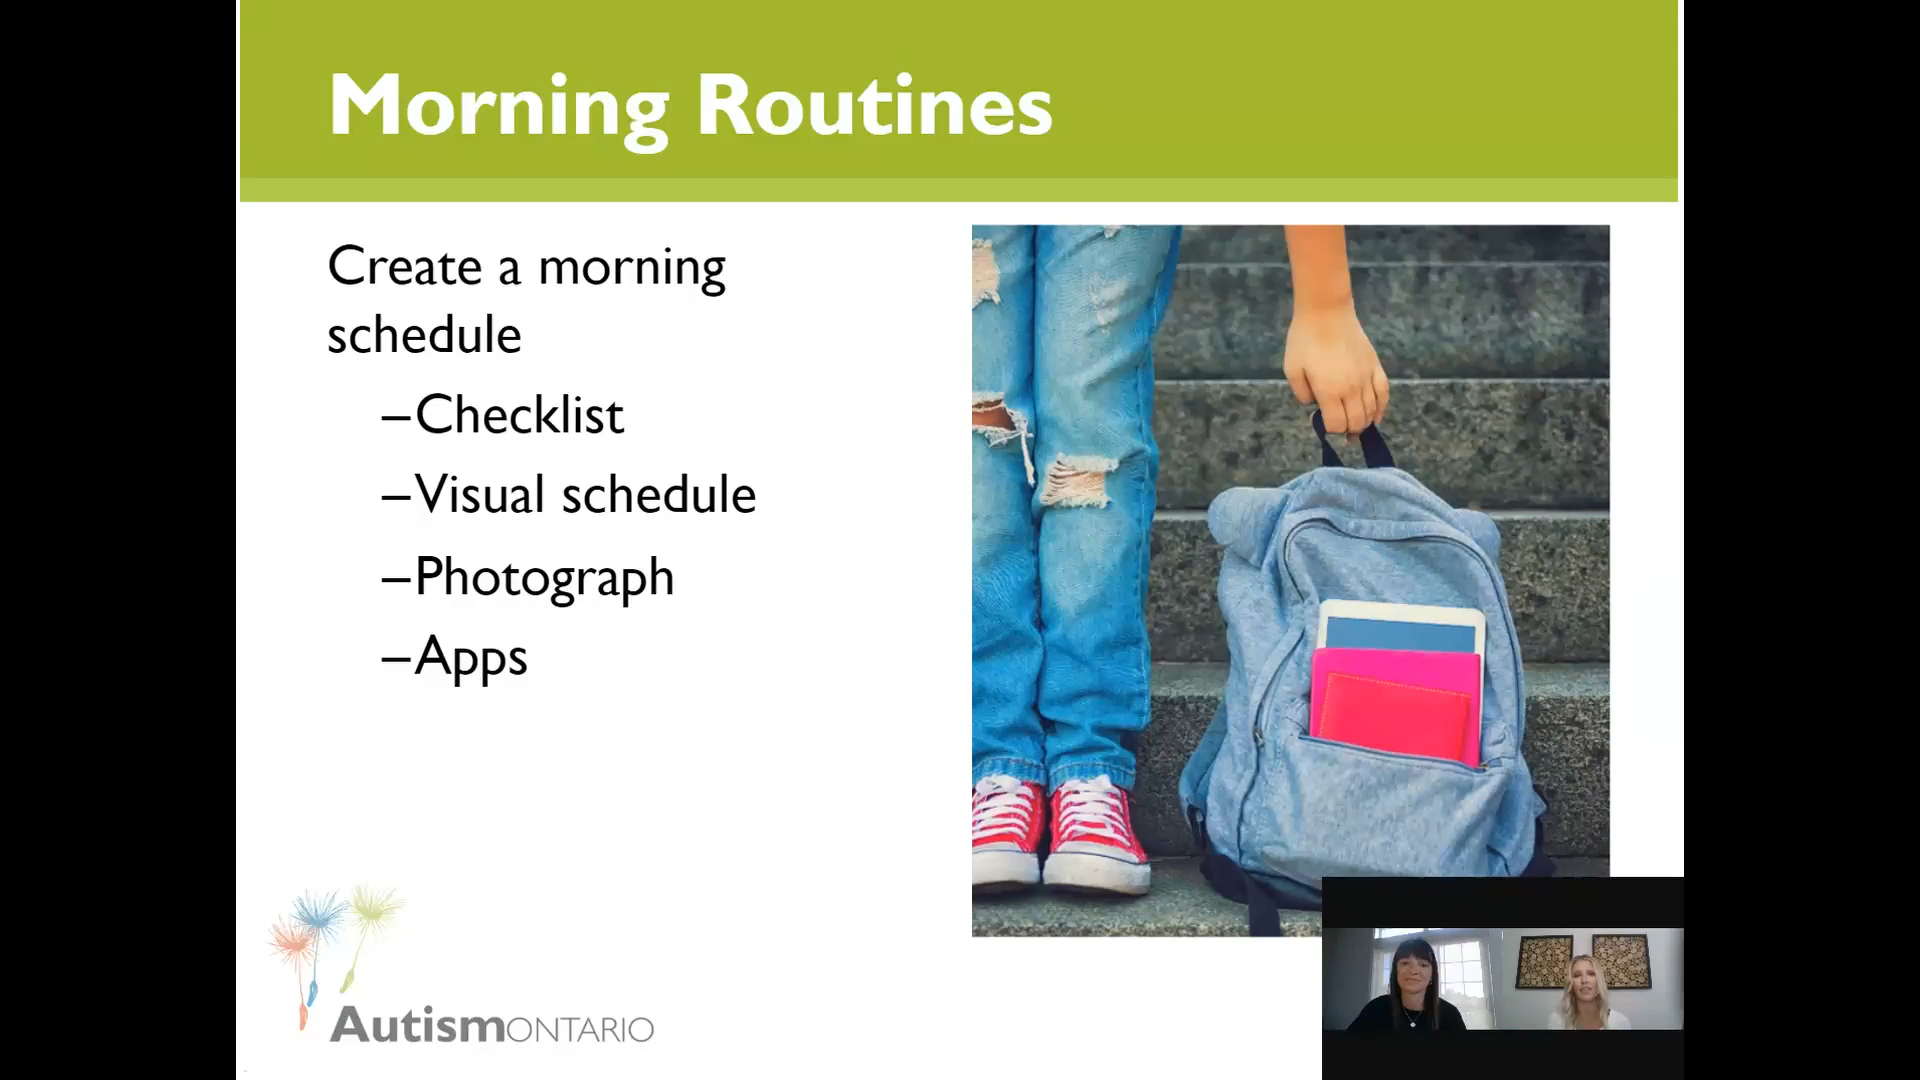 Morning Routines
Create a morning
schedule
–Checklist
–Visual schedule
–Photograph
–Apps
AutismONTARIO